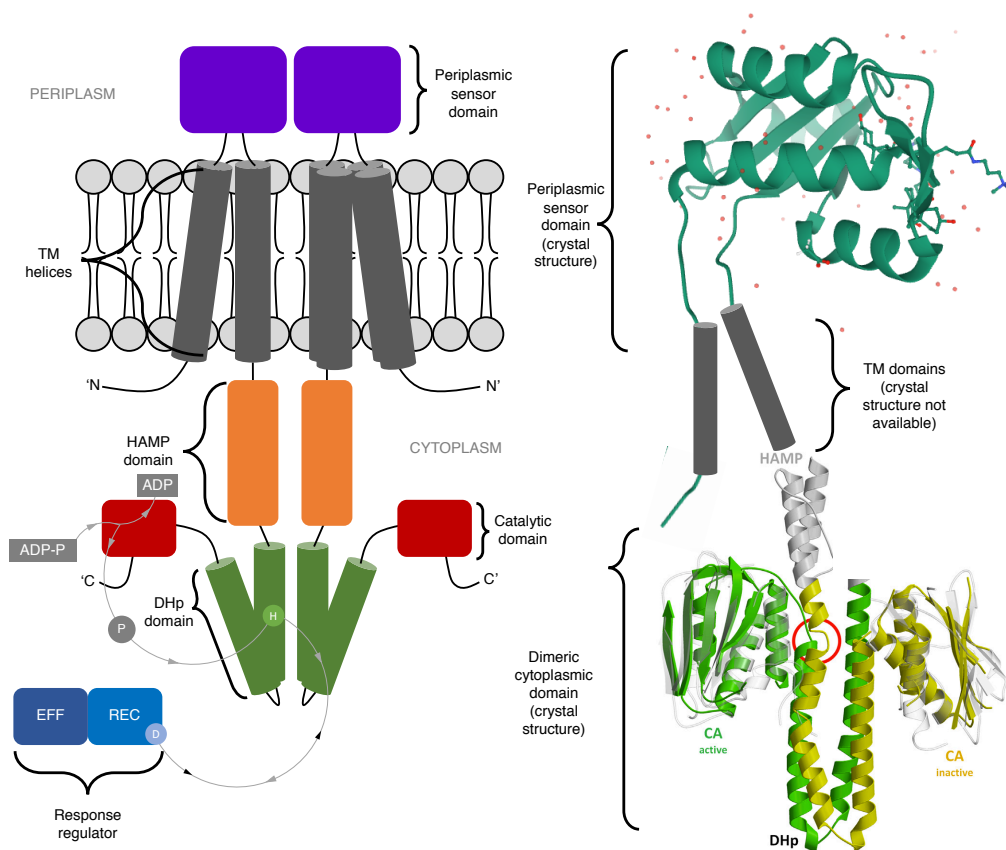 PERIPLASM
Periplasmic
sensor
domain
TM
helices
‘N
N’
HAMP
domain
CYTOPLASM
ADP
ADP-P
Catalytic
domain
‘C
C’
DHp
domain
P
H
EFF
REC
D
Response
regulator
Periplasmic
sensor
domain
(crystal
structure)
TM domains
(crystal
structure not
available)
HAMP
Dimeric
cytoplasmic
domain
(crystal
structure)
CA
active
CA
inactive
DHp